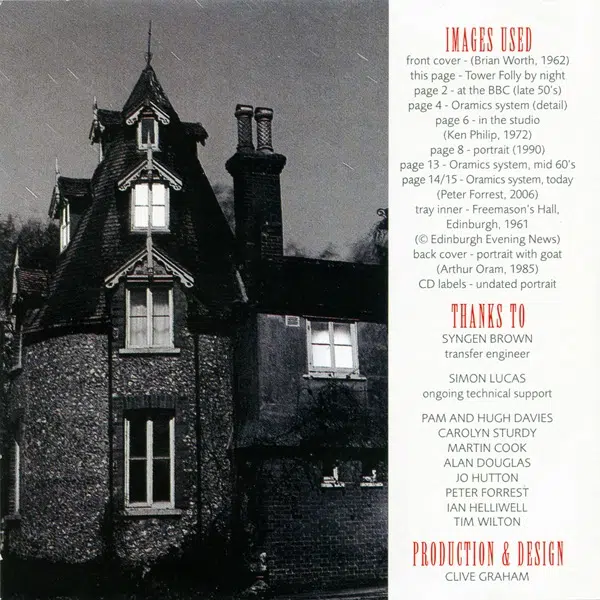 IMAGES USED
front cover - (Brian Worth, 1962)
this page - Tower Folly by night
page 2 - at the BBC (late 50's)
page 4 - Oramics system (detail)
page 6 - in the studio
(Ken Philip, 1972)
page 8 - portrait (1990)
page 13 - Oramics system, mid 60's
page 14/15 - Oramics system, today
(Peter Forrest, 2006)
tray inner - Freemason's Hall,
Edinburgh, 1961
(© Edinburgh Evening News)
back cover - portrait with goat
(Arthur Oram, 1985)
CD labels - undated portrait
THANKS TO
SYNGEN BROWN
transfer engineer
SIMON LUCAS
ongoing technical support
PAM AND HUGH DAVIES
CAROLYN STURDY
MARTIN COOK
ALAN DOUGLAS
JO HUTTON
PETER FORREST
IAN HELLIWELL
TIM WILTON
PRODUCTION & DESIGN
CLIVE GRAHAM